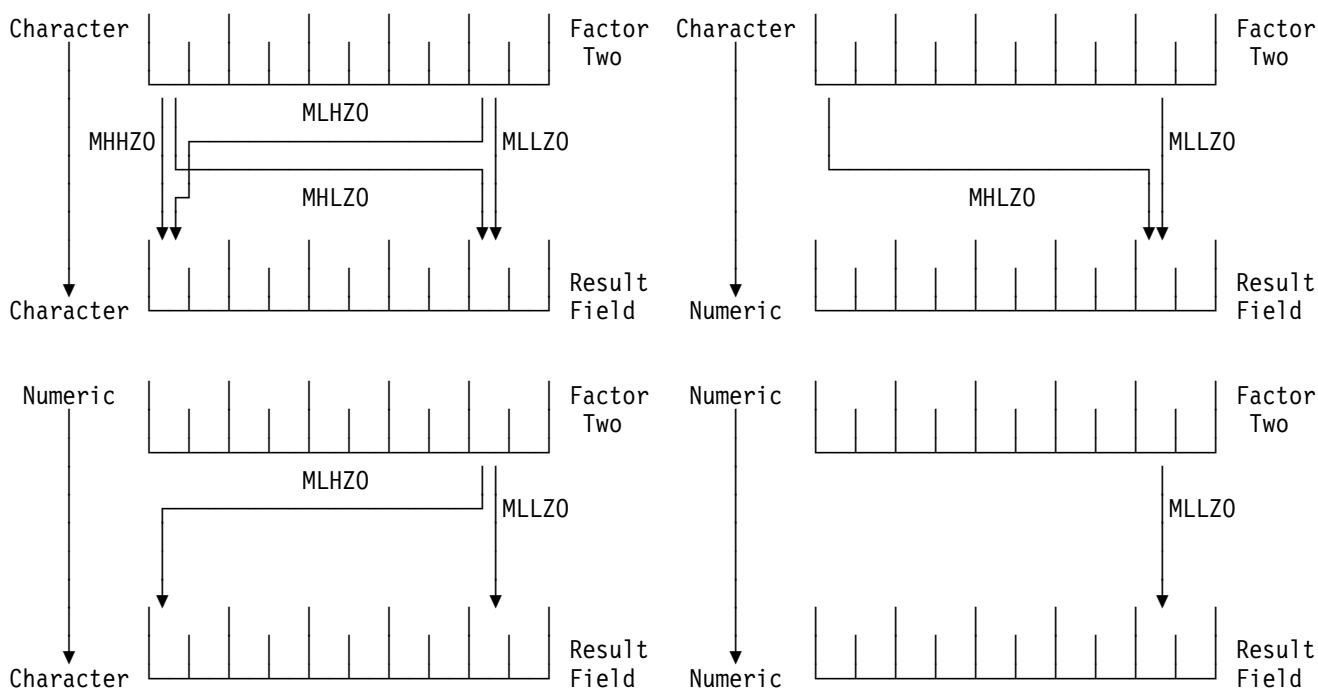 Character Factor Character Factor
Two Two
MLHZO
MHHZO MLLZO MLLZO
MHLZO MHLZO
Result Result
Character Field Numeric Field
Numeric Factor Numeric Factor
Two Two
MLHZO
MLLZO MLLZO
Result Result
Character Field Numeric Field